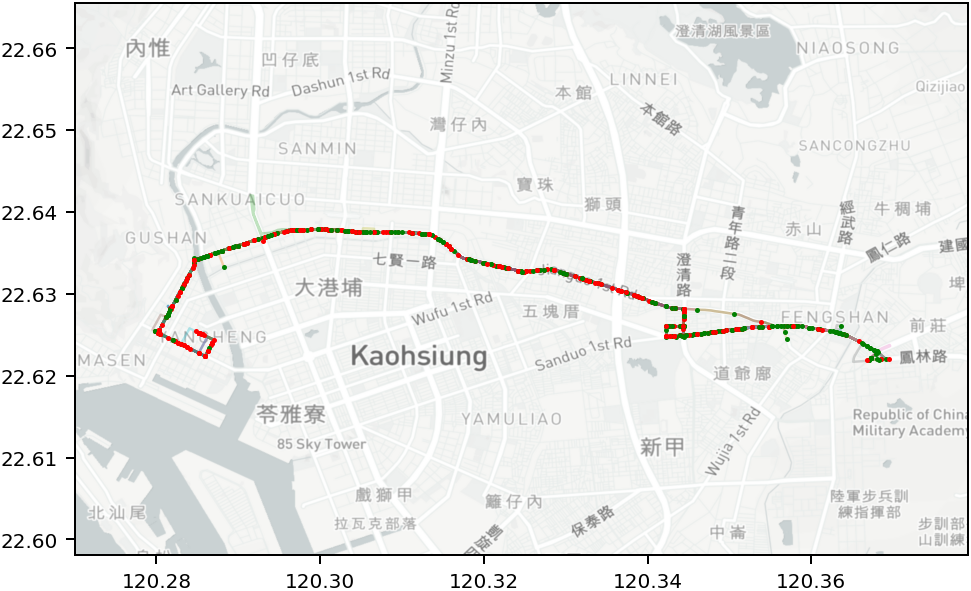 22.66
22.65
22.64
22.63
22.62
22.61
22.60
120.28
120.30
120.32
120.34
120.36
內惟
凹仔底
Minzu 1st Rd
澄清湖風景區
NIAOSONG
Art Gallery Rd
Dashun 1st Rd
LINNEI
本館
Qizijiao
本館路
灣仔內
SANMIN
SANCONGZHU
寶珠
獅頭
SANKUAICUO
青年路二段
經武路
牛稠埔
赤山
GUSHAN
鳳仁路
建國
七賢一路
澄清路
大港埔
Jianguo 1st Rd
埤
Wufu 1st Rd
五塊厝
FENGSHAN
前莊
YANCHENG
MASEN
Kaohsiung
Sanduo 1st Rd
鳳林路
道爺廍
苓雅寮
YAMULIAO
85 Sky Tower
新甲
Wujia 1st Rd
Republic of China
Military Academy
戲獅甲
籬仔內
保泰路
陸軍步兵訓
練指揮部
北汕尾
拉瓦克部落
中崙
步訓部
山訓練